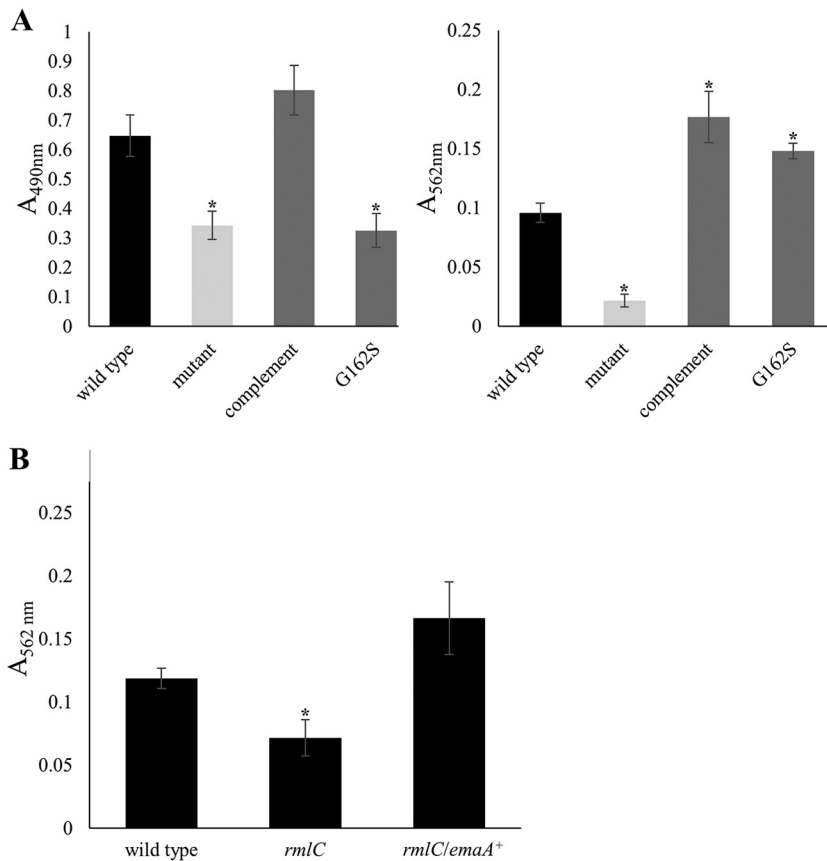 A
1
0.9
0.8
0.7
0.6
0.5
0.4
0.3
0.2
0.1
0
A490nm
* *
wild type
mutant
complement
G162S
0.25
0.2
0.15
0.1
0.05
0
A562nm
* * *
wild type
mutant
complement
G162S
B
0.25
0.2
0.15
0.1
0.05
0
A562 nm
*
wild type rmlC rmlC/emaA+